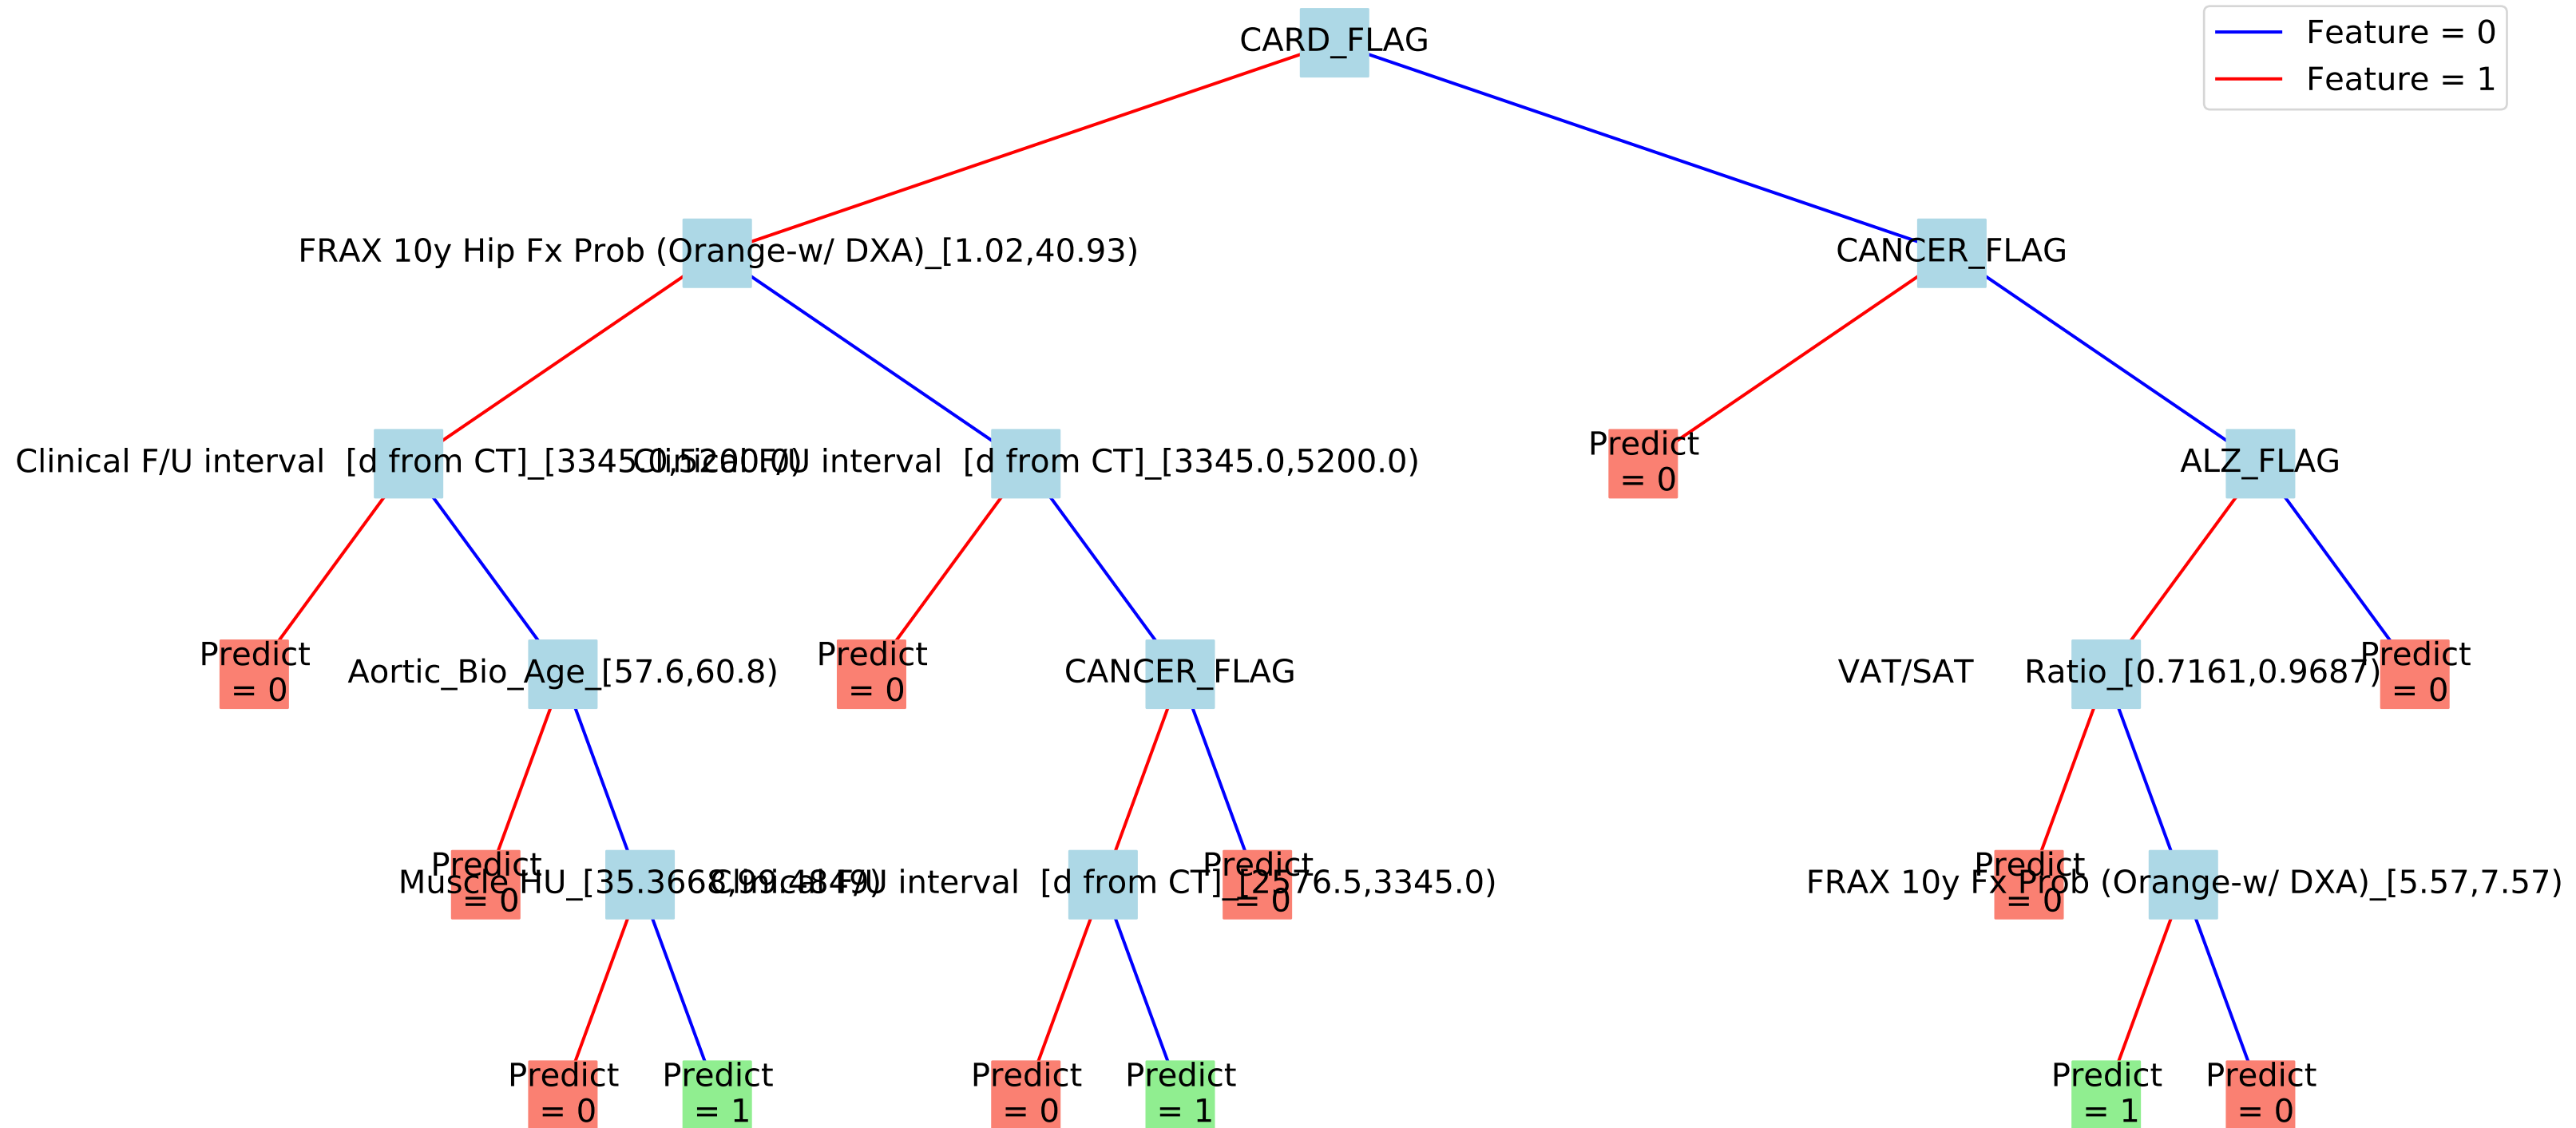 CARD_FLAG
Feature = 0
Feature = 1
FRAX 10y Hip Fx Prob (Orange-w/ DXA)_[1.02,40.93)
CANCER_FLAG
Clinical F/U interval  [d from CT]_[3345.0,5200.0)
Clinical F/U interval  [d from CT]_[3345.0,5200.0)
Predict
= 0
ALZ_FLAG
Predict
= 0
Aortic_Bio_Age_[57.6,60.8)
Predict
= 0
CANCER_FLAG
VAT/SAT     Ratio_[0.7161,0.9687)
Predict
= 0
Predict
= 0
Muscle HU_[35.3668,99.4849)
Clinical F/U interval  [d from CT]_[2576.5,3345.0)
Predict
= 0
Predict
= 0
FRAX 10y Fx Prob (Orange-w/ DXA)_[5.57,7.57)
Predict
= 0
Predict
= 1
Predict
= 0
Predict
= 1
Predict
= 1
Predict
= 0